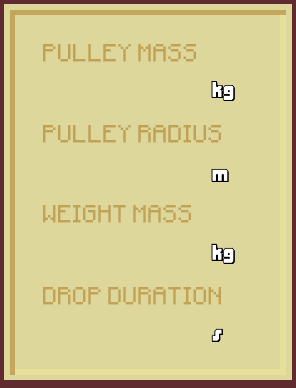 PULLEY MASS
kg
PULLEY RADIUS
m
WEIGHT MASS
kg
DROP DURATION
s